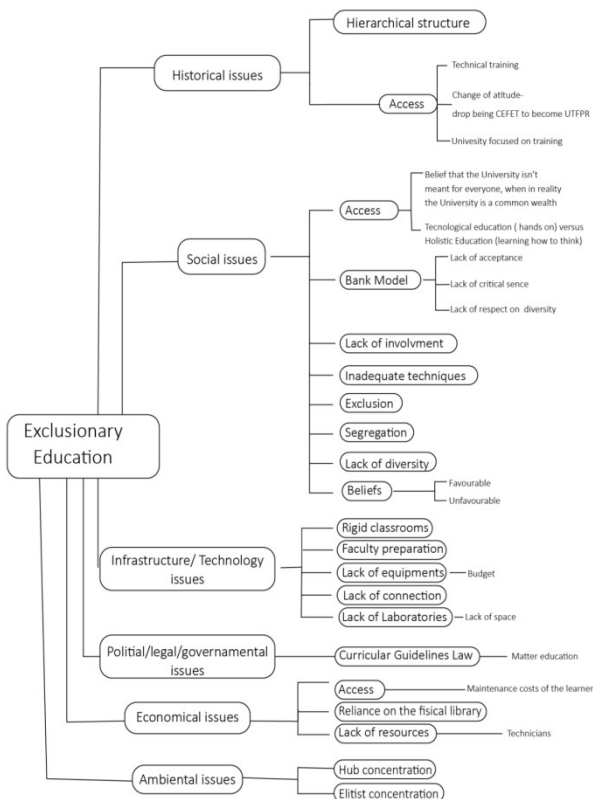 Exclusionary
Education
Historical issues
Hierarchical structure
Access
Technical training
Change of atitude-
drop being CEFET to become UTFPR
Univesity focused on training
Social issues
Access
Belief that the University isn't
meant for everyone, when in reality
the University is a common wealth
Tecnological education ( hands on) versus
Holistic Education (learning how to think)
Bank Model
Lack of acceptance
Lack of critical sence
Lack of respect on diversity
Lack of involvment
Inadequate techniques
Exclusion
Segregation
Lack of diversity
Beliefs
Favourable
Unfavourable
Infrastructure/ Technology
issues
Rigid classrooms
Faculty preparation
Lack of equipments
Budget
Lack of connection
Lack of Laboratories
Lack of space
Politial/legal/governamental
issues
Curricular Guidelines Law
Matter education
Economical issues
Access
Maintenance costs of the learner
Reliance on the fisical library
Lack of resources
Technicians
Ambiental issues
Hub concentration
Elitist concentration